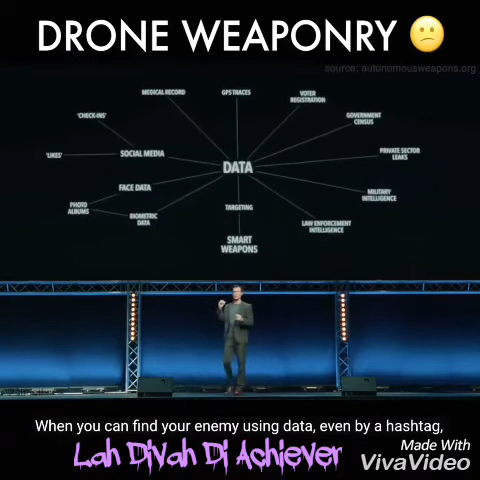 DRONE WEAPONRY 😕
source: autonomousweapons.org
MEDICAL RECORD
GPS TRACES
VOTER
REGISTRATION
'CHECK-INS'
GOVERNMENT
CENSUS
'LIKES'
SOCIAL MEDIA
PRIVATE SECTOR
LEAKS
DATA
FACE DATA
MILITARY
INTELLIGENCE
PHOTO
ALBUMS
BIOMETRIC
DATA
TARGETING
LAW ENFORCEMENT
INTELLIGENCE
SMART
WEAPONS
When you can find your enemy using data, even by a hashtag,
Lah Divah Di Achiever
Made With
VivaVideo